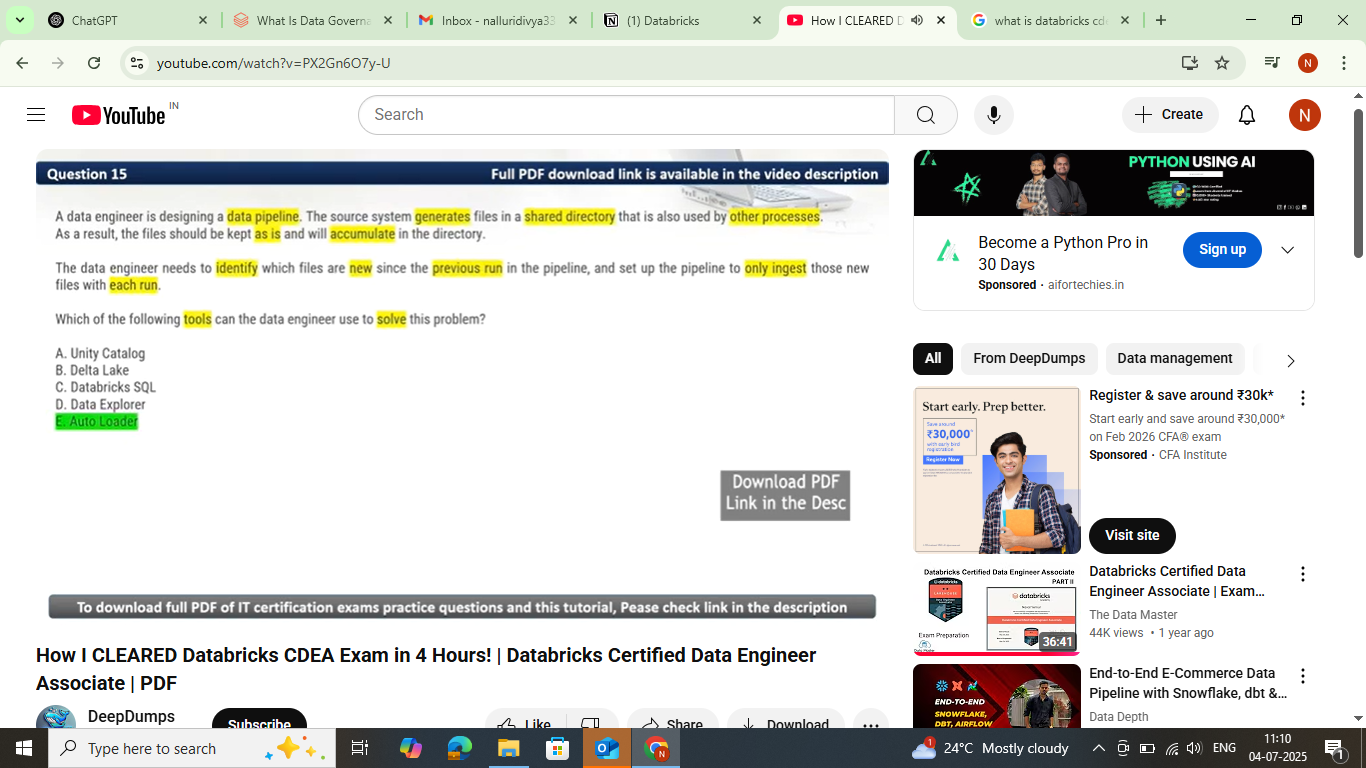 ChatGPT
What Is Data Governa
Inbox - nalluridivya33
(1) Databricks
How I CLEARED D
what is databricks cde
youtube.com/watch?v=PX2Gn6O7y-U
N
YouTube IN
Search
Create
N
Question 15
Full PDF download link is available in the video description
A data engineer is designing a data pipeline. The source system generates files in a shared directory that is also used by other processes.
As a result, the files should be kept as is and will accumulate in the directory.
The data engineer needs to identify which files are new since the previous run in the pipeline, and set up the pipeline to only ingest those new
files with each run.
Which of the following tools can the data engineer use to solve this problem?
A. Unity Catalog
B. Delta Lake
C. Databricks SQL
D. Data Explorer
E. Auto Loader
Download PDF
Link in the Desc
To download full PDF of IT certification exams practice questions and this tutorial, Pease check link in the description
How I CLEARED Databricks CDEA Exam in 4 Hours! | Databricks Certified Data Engineer
Associate | PDF
DeepDumps
Subscribe
Like
Share
Download
PYTHON USING AI
Become a Python Pro in
30 Days
Sponsored · aifortechies.in
Sign up
All
From DeepDumps
Data management
Start early. Prep better.
Save around
₹30,000*
with early bird
registration
Register Now
Register & save around ₹30k*
Start early and save around ₹30,000*
on Feb 2026 CFA® exam
Sponsored · CFA Institute
Visit site
Databricks Certified Data Engineer Associate
PART II
databricks
Exam Preparation
36:41
Databricks Certified Data
Engineer Associate | Exam...
The Data Master
44K views • 1 year ago
END-TO-END
SNOWFLAKE,
DBT, AIRFLOW
End-to-End E-Commerce Data
Pipeline with Snowflake, dbt &...
Data Depth
Type here to search
1
24°C Mostly cloudy
ENG
11:10
04-07-2025
1